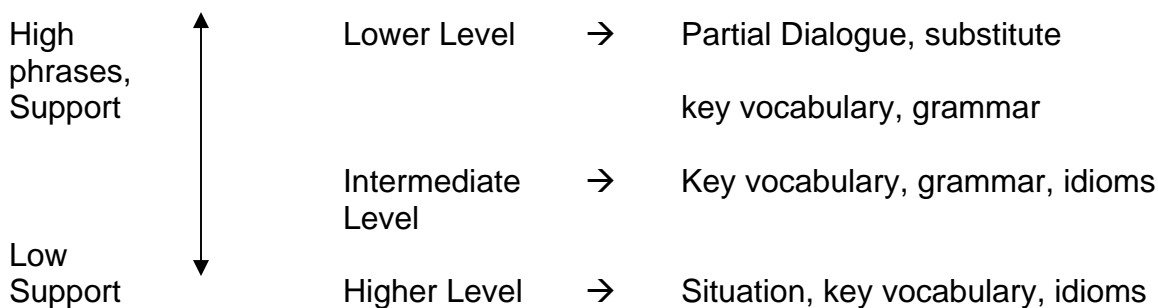 High Lower Level → Partial Dialogue, substitute
phrases,
Support key vocabulary, grammar
Intermediate → Key vocabulary, grammar, idioms
Level
Low
Support Higher Level → Situation, key vocabulary, idioms